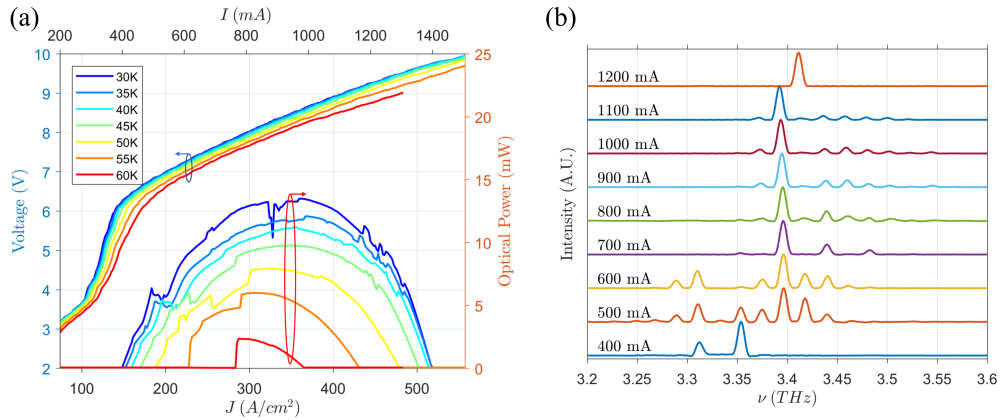 (a)
I (mA)
200 400 600 800 1000 1200 1400
10
9
8
7
6
5
4
3
2
Voltage (V)
30K
35K
40K
45K
50K
55K
60K
25
20
15
10
5
0
Optical Power (mW)
100 200 300 400 500
J (A/cm²)
(b)
Intensity (A.U.)
1200 mA
1100 mA
1000 mA
900 mA
800 mA
700 mA
600 mA
500 mA
400 mA
3.2 3.25 3.3 3.35 3.4 3.45 3.5 3.55 3.6
ν (THz)